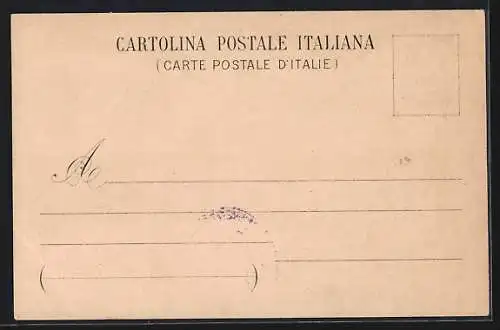 CARTOLINA POSTALE ITALIANA
(CARTE POSTALE D'ITALIE)
A
( )